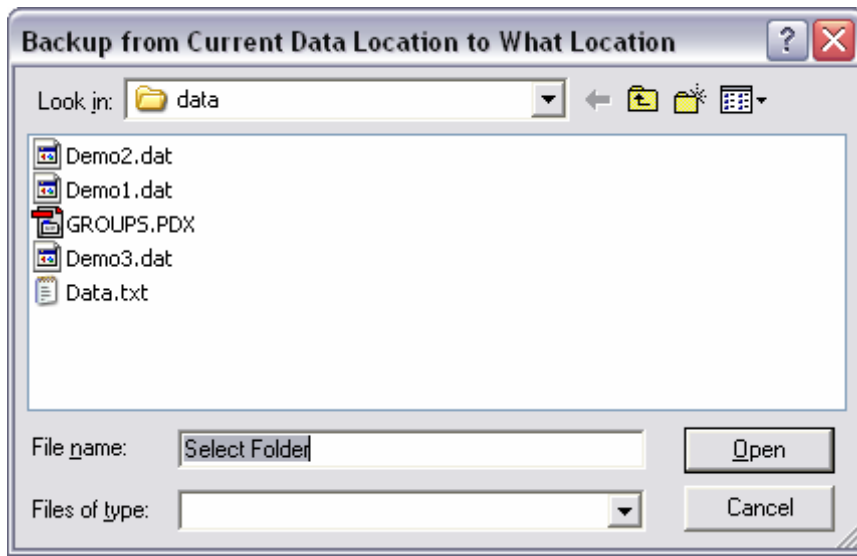 Backup from Current Data Location to What Location
Look in: data
Demo2.dat
Demo1.dat
GROUPS.PDX
Demo3.dat
Data.txt
File name: Select Folder Open
Files of type: Cancel